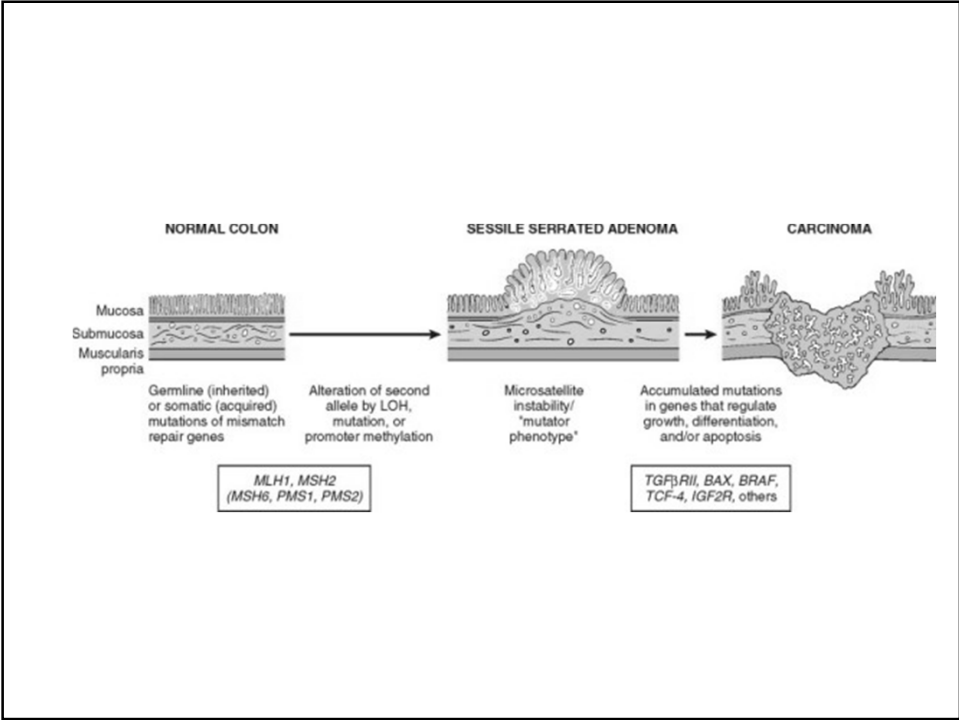 NORMAL COLON
SESSILE SERRATED ADENOMA
CARCINOMA
Mucosa
Submucosa
Muscularis
propria
Germline (inherited)
or somatic (acquired)
mutations of mismatch
repair genes
Alteration of second
allele by LOH,
mutation, or
promoter methylation
Microsatellite
instability/
"mutator
phenotype"
Accumulated mutations
in genes that regulate
growth, differentiation,
and/or apoptosis
MLH1, MSH2
(MSH6, PMS1, PMS2)
TGFβRII, BAX, BRAF,
TCF-4, IGF2R, others